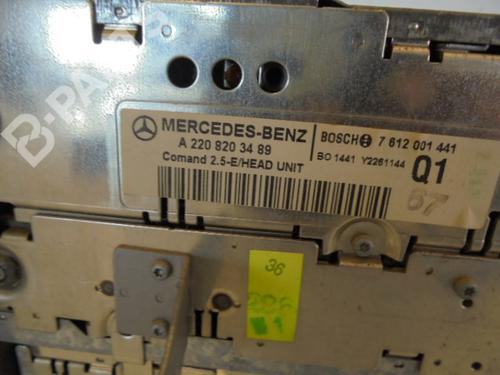 B-PARTS
MERCEDES-BENZ
A 220 820 34 89
Comand 2.5-E/HEAD UNIT
BOSCH 7 612 001 441
BO 1441 Y2261144
Q1
67
36